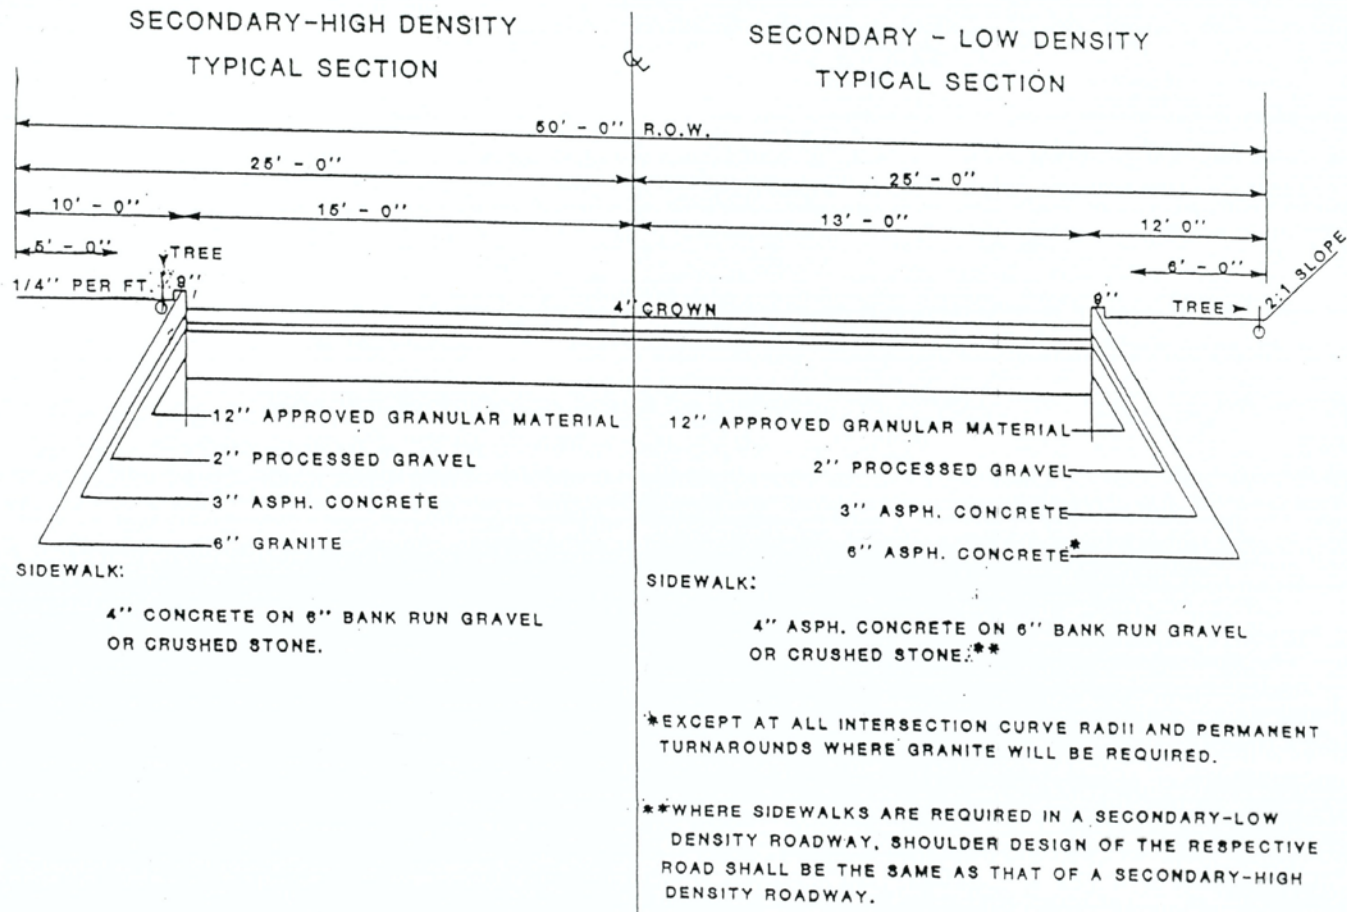 SECONDARY-HIGH DENSITY
TYPICAL SECTION
SECONDARY - LOW DENSITY
TYPICAL SECTION
50' - 0'' R.O.W.
25' - 0''
25' - 0''
10' - 0''
15' - 0''
13' - 0''
12' 0''
5' - 0''
TREE
6' - 0''
2:1 SLOPE
1/4'' PER FT.
9''
4'' CROWN
9''
TREE
12'' APPROVED GRANULAR MATERIAL
2'' PROCESSED GRAVEL
3'' ASPH. CONCRETE
6'' GRANITE
SIDEWALK:
4'' CONCRETE ON 6'' BANK RUN GRAVEL
OR CRUSHED STONE.
12'' APPROVED GRANULAR MATERIAL
2'' PROCESSED GRAVEL
3'' ASPH. CONCRETE
6'' ASPH. CONCRETE*
SIDEWALK:
4'' ASPH. CONCRETE ON 6'' BANK RUN GRAVEL
OR CRUSHED STONE.**
*EXCEPT AT ALL INTERSECTION CURVE RADII AND PERMANENT
TURNAROUNDS WHERE GRANITE WILL BE REQUIRED.
**WHERE SIDEWALKS ARE REQUIRED IN A SECONDARY-LOW
DENSITY ROADWAY, SHOULDER DESIGN OF THE RESPECTIVE
ROAD SHALL BE THE SAME AS THAT OF A SECONDARY-HIGH
DENSITY ROADWAY.